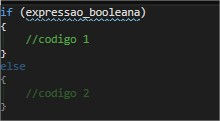 if (expressao_booleana)
{
//codigo 1
}
else
{
//codigo 2
}